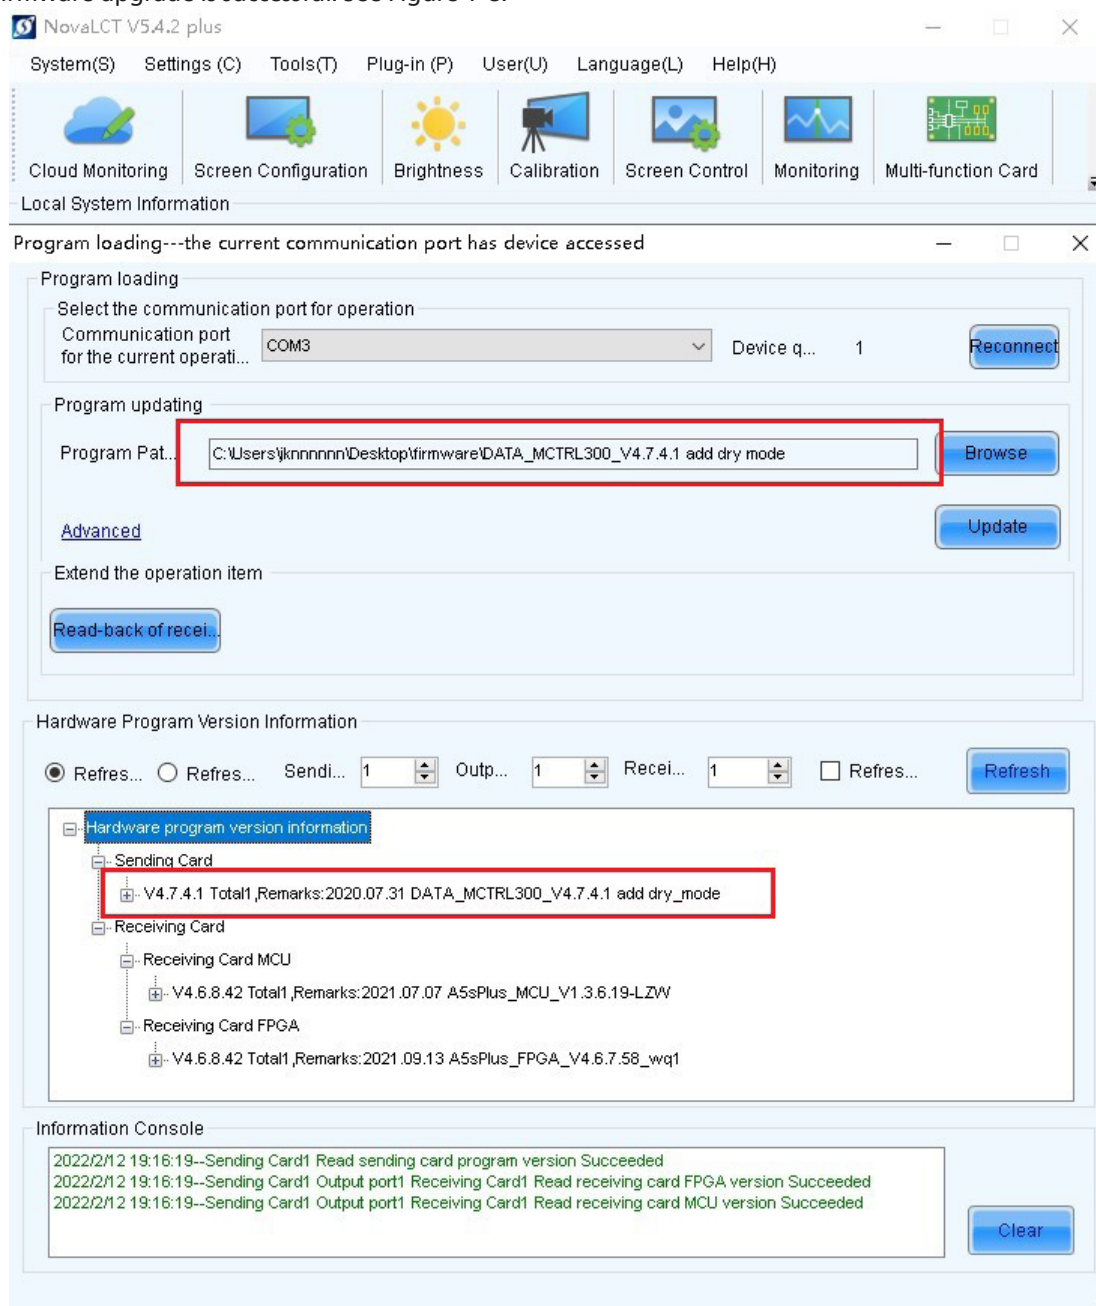 NovaLCT V5.4.2 plus
System(S) Settings (C) Tools(T) Plug-in (P) User(U) Language(L) Help(H)
Cloud Monitoring Screen Configuration Brightness Calibration Screen Control Monitoring Multi-function Card
Local System Information
Program loading---the current communication port has device accessed
Program loading
Select the communication port for operation
Communication port
for the current operati... COM3 Device q... 1 Reconnect
Program updating
Program Pat... C:\Users\jknnnnnn\Desktop\firmware\DATA_MCTRL300_V4.7.4.1 add dry mode Browse
Advanced Update
Extend the operation item
Read-back of recei...
Hardware Program Version Information
Refres... Refres... Sendi... 1 Outp... 1 Recei... 1 Refres... Refresh
Hardware program version information
Sending Card
V4.7.4.1 Total1 ,Remarks:2020.07.31 DATA_MCTRL300_V4.7.4.1 add dry_mode
Receiving Card
Receiving Card MCU
V4.6.8.42 Total1 ,Remarks:2021.07.07 A5sPlus_MCU_V1.3.6.19-LZW
Receiving Card FPGA
V4.6.8.42 Total1 ,Remarks:2021.09.13 A5sPlus_FPGA_V4.6.7.58_wq1
Information Console
2022/2/12 19:16:19--Sending Card1 Read sending card program version Succeeded
2022/2/12 19:16:19--Sending Card1 Output port1 Receiving Card1 Read receiving card FPGA version Succeeded
2022/2/12 19:16:19--Sending Card1 Output port1 Receiving Card1 Read receiving card MCU version Succeeded
Clear